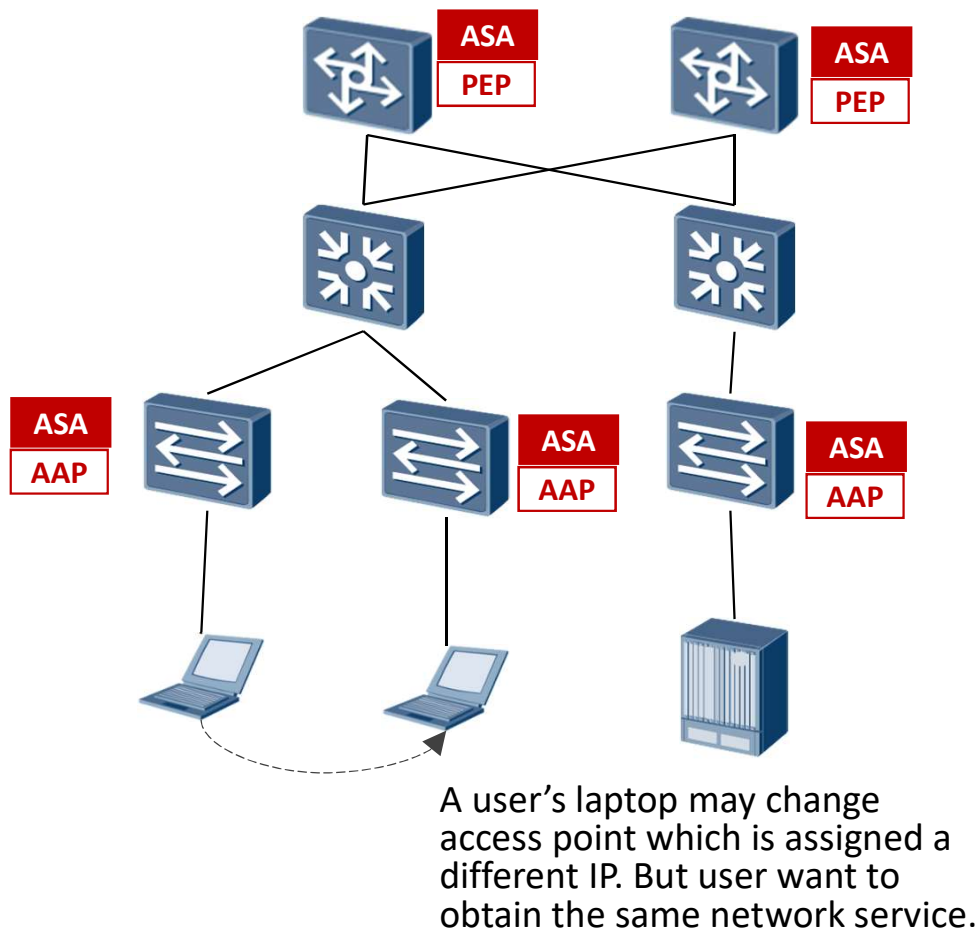 ASA
PEP
ASA
PEP
ASA
AAP
ASA
AAP
ASA
AAP
A user’s laptop may change
access point which is assigned a
different IP. But user want to
obtain the same network service.